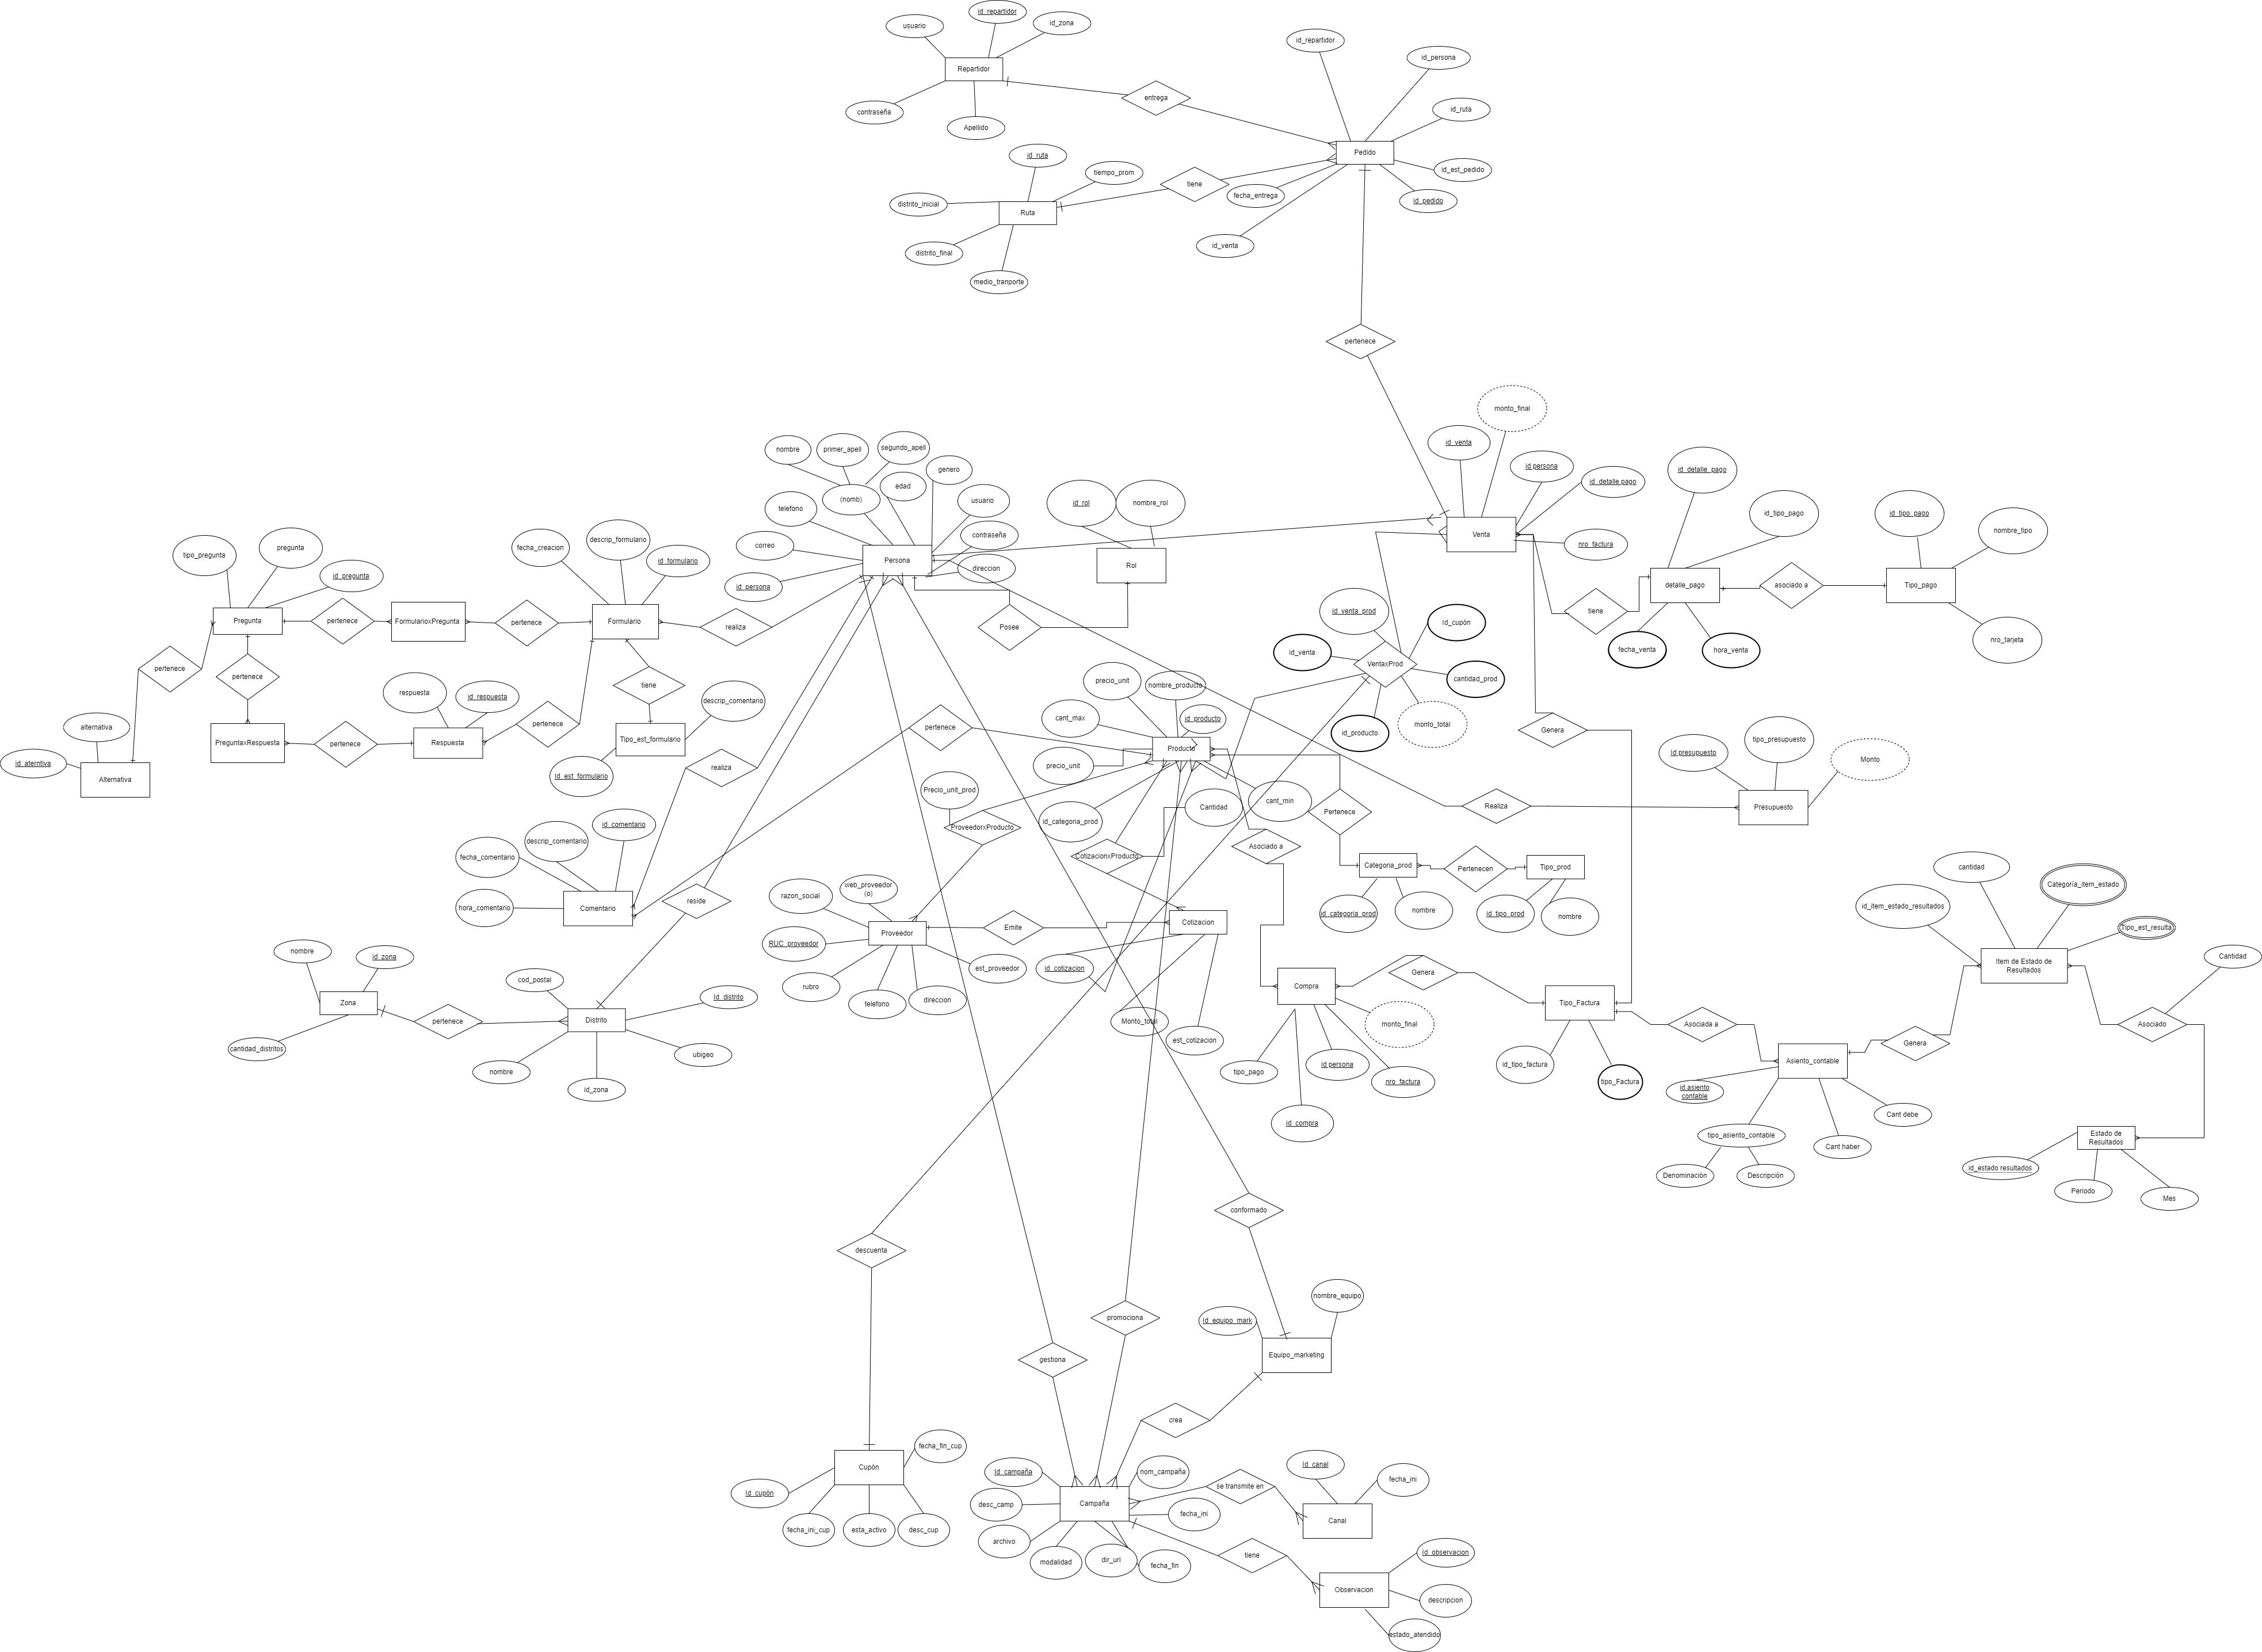 id_repartidor
usuario
id_zona
Repartidor
contraseña
Apellido
entrega
id_repartidor
id_persona
id_ruta
Pedido
id_est_pedido
id_pedido
fecha_entrega
id_venta
id_ruta
tiempo_prom
tiene
distrito_inicial
Ruta
distrito_final
medio_tranporte
pertenece
monto_final
id_venta
id persona
id_detalle pago
Venta
nro_factura
id_detalle_pago
id_tipo_pago
detalle_pago
tiene
fecha_venta
hora_venta
asociado a
id_tipo_pago
nombre_tipo
Tipo_pago
nro_tarjeta
nombre
primer_apell
segundo_apell
genero
(nomb)
edad
usuario
telefono
contraseña
correo
Persona
direccion
id_persona
id_rol
nombre_rol
Rol
Posee
tipo_pregunta
pregunta
id_pregunta
Pregunta
pertenece
FormularioxPregunta
pertenece
fecha_creacion
descrip_formulario
id_formulario
Formulario
realiza
pertenece
pertenece
tiene
descrip_comentario
respuesta
id_respuesta
pertenece
alternativa
PreguntaxRespuesta
pertenece
Respuesta
Tipo_est_formulario
id_aterntiva
Alternativa
Id_est_formulario
realiza
id_venta_prod
Id_cupón
id_venta
VentaxProd
cantidad_prod
monto_total
id_producto
precio_unit
nombre_producto
cant_max
id_producto
pertenece
Producto
precio_unit
Precio_unit_prod
id_categoria_prod
Cantidad
cant_min
ProveedorxProducto
CotizacionxProducto
Asociado a
Pertenece
Genera
Id presupuesto
tipo_presupuesto
Monto
Realiza
Presupuesto
id_comentario
descrip_comentario
fecha_comentario
hora_comentario
Comentario
reside
Categoria_prod
Pertenecen
Tipo_prod
id_categoria_prod
nombre
id_tipo_prod
nombre
razon_social
web_proveedor
(o)
RUC_proveedor
Proveedor
Emite
Cotizacion
rubro
telefono
direccion
est_proveedor
id_cotizacion
Monto_total
est_cotizacion
nombre
id_zona
Zona
cantidad_distritos
pertenece
cod_postal
Id_distrito
Distrito
nombre
id_zona
ubigeo
Compra
Genera
monto_final
tipo_pago
id persona
nro_factura
id_compra
Tipo_Factura
id_tipo_factura
tipo_Factura
Asociada a
Asiento_contable
id asiento
contable
tipo_asiento_contable
Denominación
Descripción
Cant haber
Cant debe
Genera
cantidad
Categoría_item_estado
id_item_estado_resultados
Tipo_est_resulta
Item de Estado de
Resultados
Cantidad
Asociado
Estado de
Resultados
id_estado resultados
Periodo
Mes
descuenta
conformado
promociona
gestiona
Id_equipo_mark
nombre_equipo
Equipo_marketing
crea
fecha_fin_cup
Cupón
Id_cupón
fecha_ini_cup
esta_activo
desc_cup
Id_campaña
nom_campaña
desc_camp
Campaña
fecha_ini
archivo
modalidad
dir_url
fecha_fin
se transmite en
Id_canal
fecha_ini
Canal
tiene
Id_observacion
Observacion
descripcion
estado_atendido